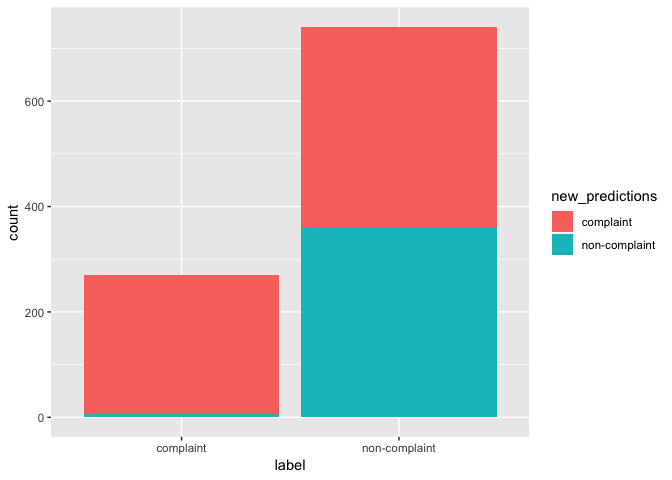 600
400
200
0
count
complaint
non-complaint
label
new_predictions
complaint
non-complaint